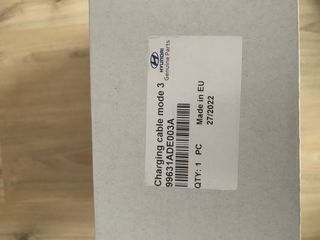 HYUNDAI
Genuine Parts
Charging cable mode 3
99631ADE003A
Made in EU
27/2022
QTY: 1 PC